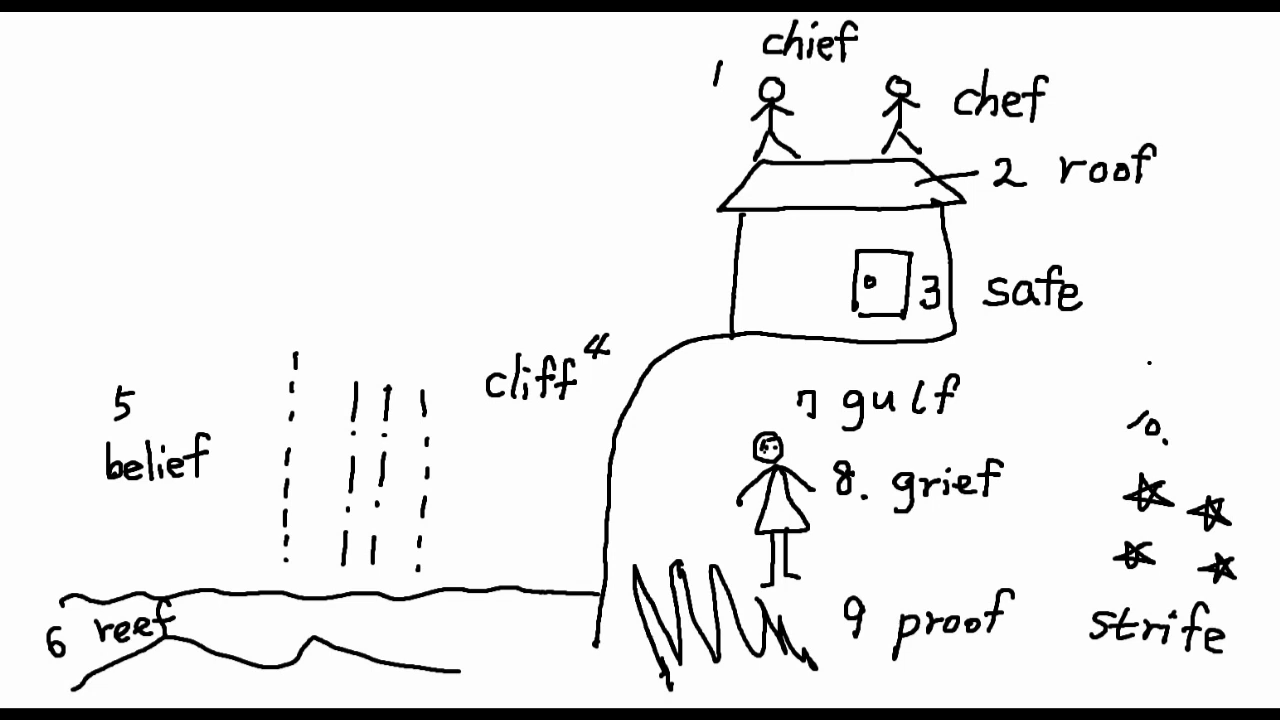 1 chief
chef
2 roof
3 safe
cliff 4
5
belief
6 reef
7 gulf
8. grief
9 proof
10.
strife